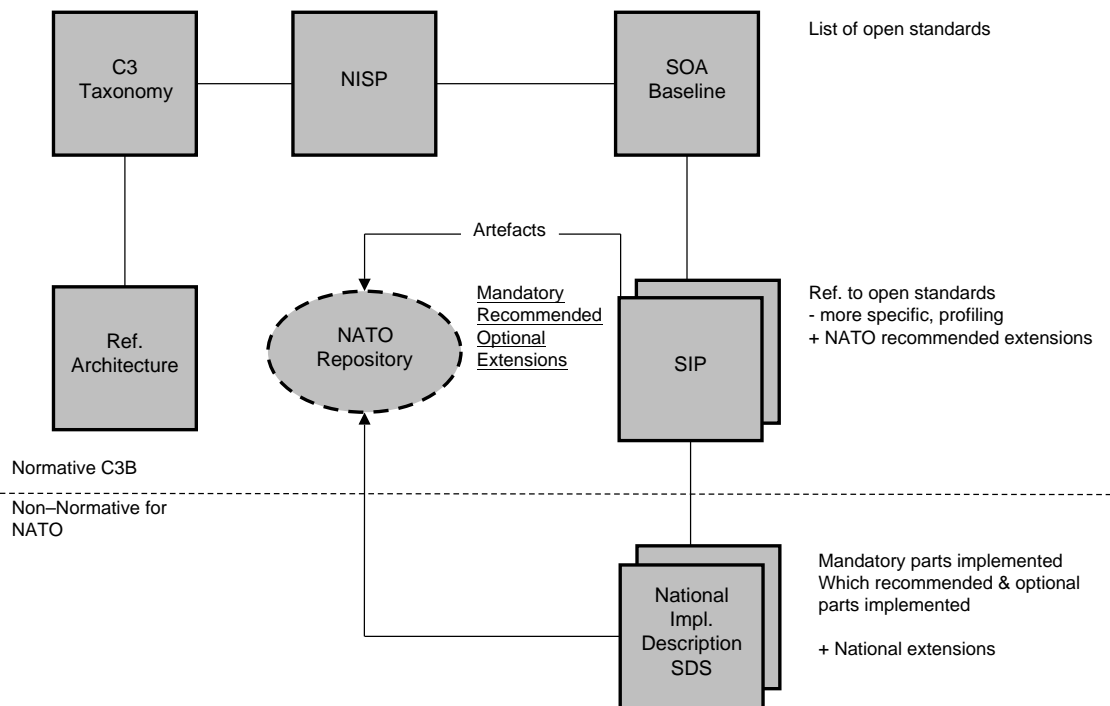 List of open standards
C3
Taxonomy
NISP
SOA
Baseline
Artefacts
Mandatory
Recommended
Optional
Extensions
Ref.
Architecture
NATO
Repository
SIP
Ref. to open standards
- more specific, profiling
+ NATO recommended extensions
Normative C3B
Non–Normative for
NATO
National
Impl.
Description
SDS
Mandatory parts implemented
Which recommended & optional
parts implemented
+ National extensions